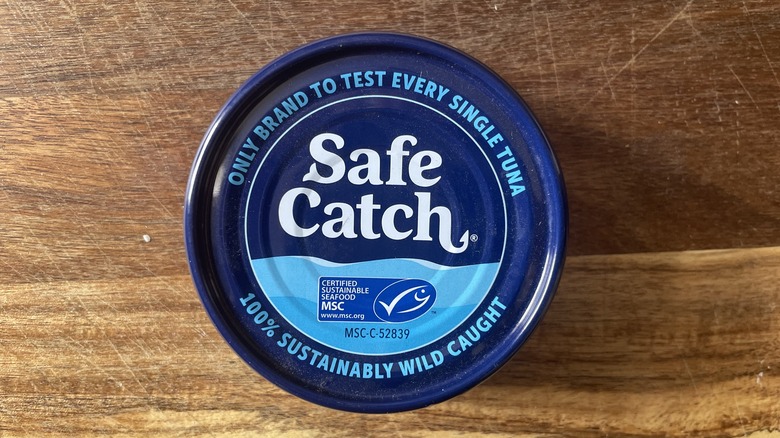 ONLY BRAND TO TEST EVERY SINGLE TUNA
Safe
Catch®
CERTIFIED
SUSTAINABLE
SEAFOOD
MSC
www.msc.org
™
MSC-C-52839
100% SUSTAINABLY WILD CAUGHT